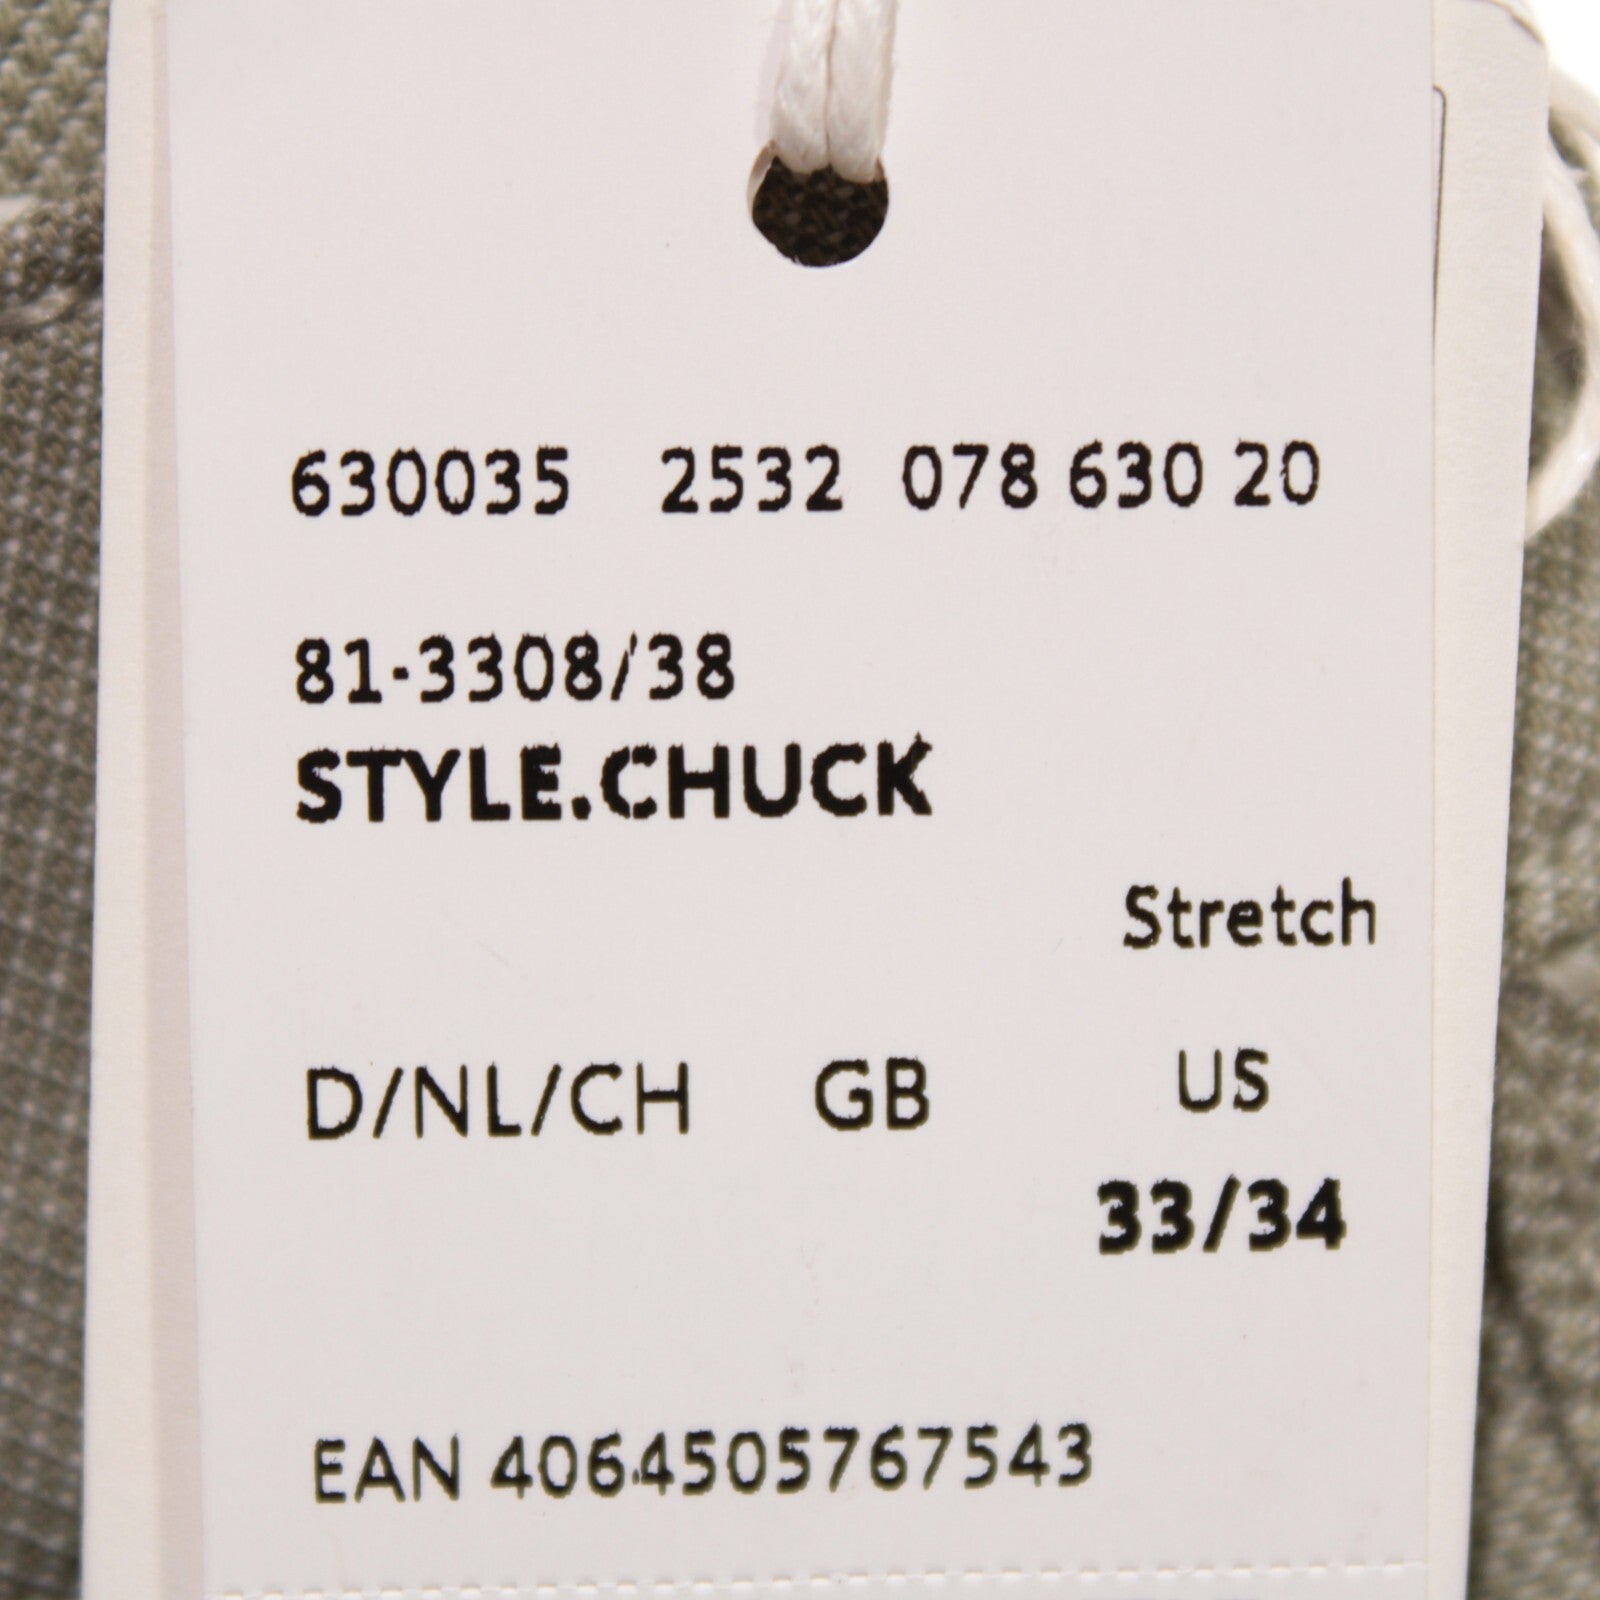 630035 2532 078 630 20
81-3308/38
STYLE.CHUCK
Stretch
D/NL/CH GB US
33/34
EAN 4064505767543